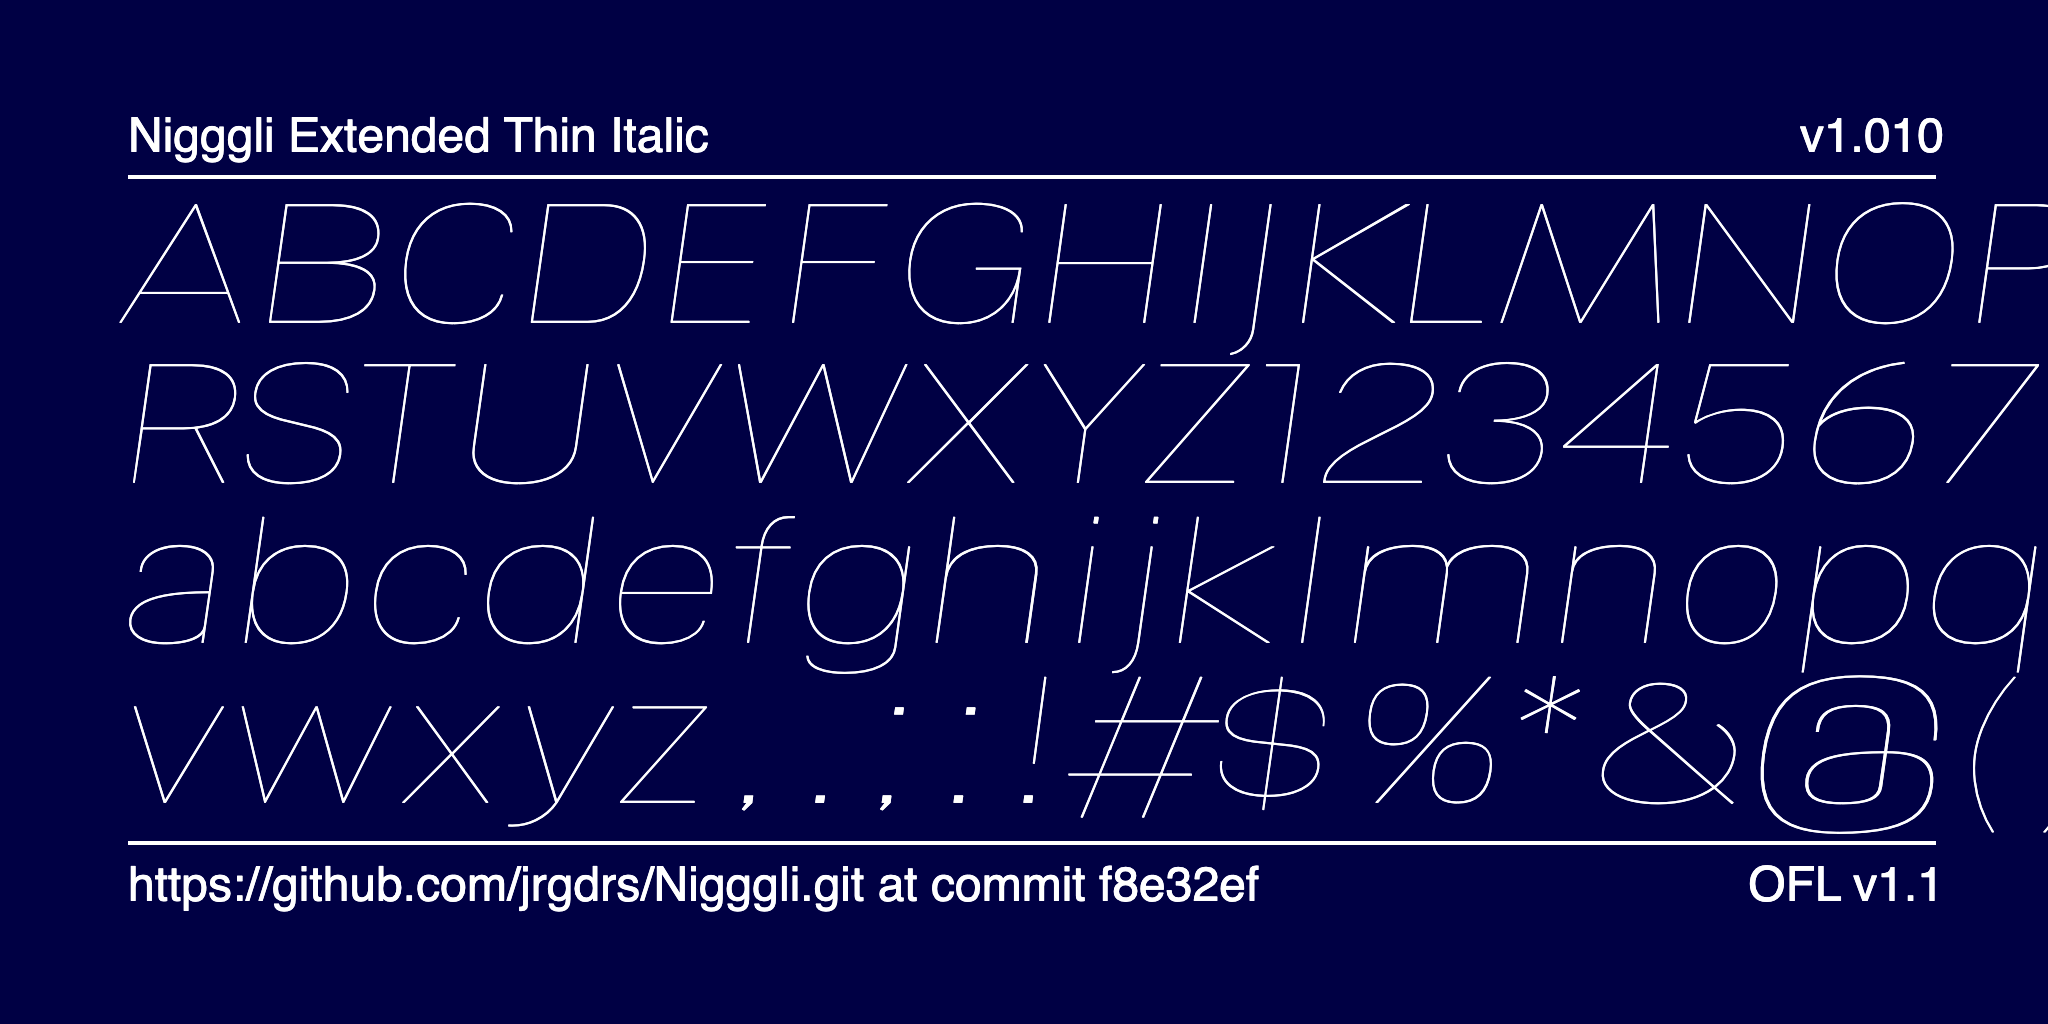 Nigggli Extended Thin Italic
v1.010
ABCDEFGHIJKLMNOP
RSTUVWXYZ1234567
abcdefghijklmnopq
vwxyz,.;:!#$%*&@(
https://github.com/jrgdrs/Nigggli.git at commit f8e32ef
OFL v1.1